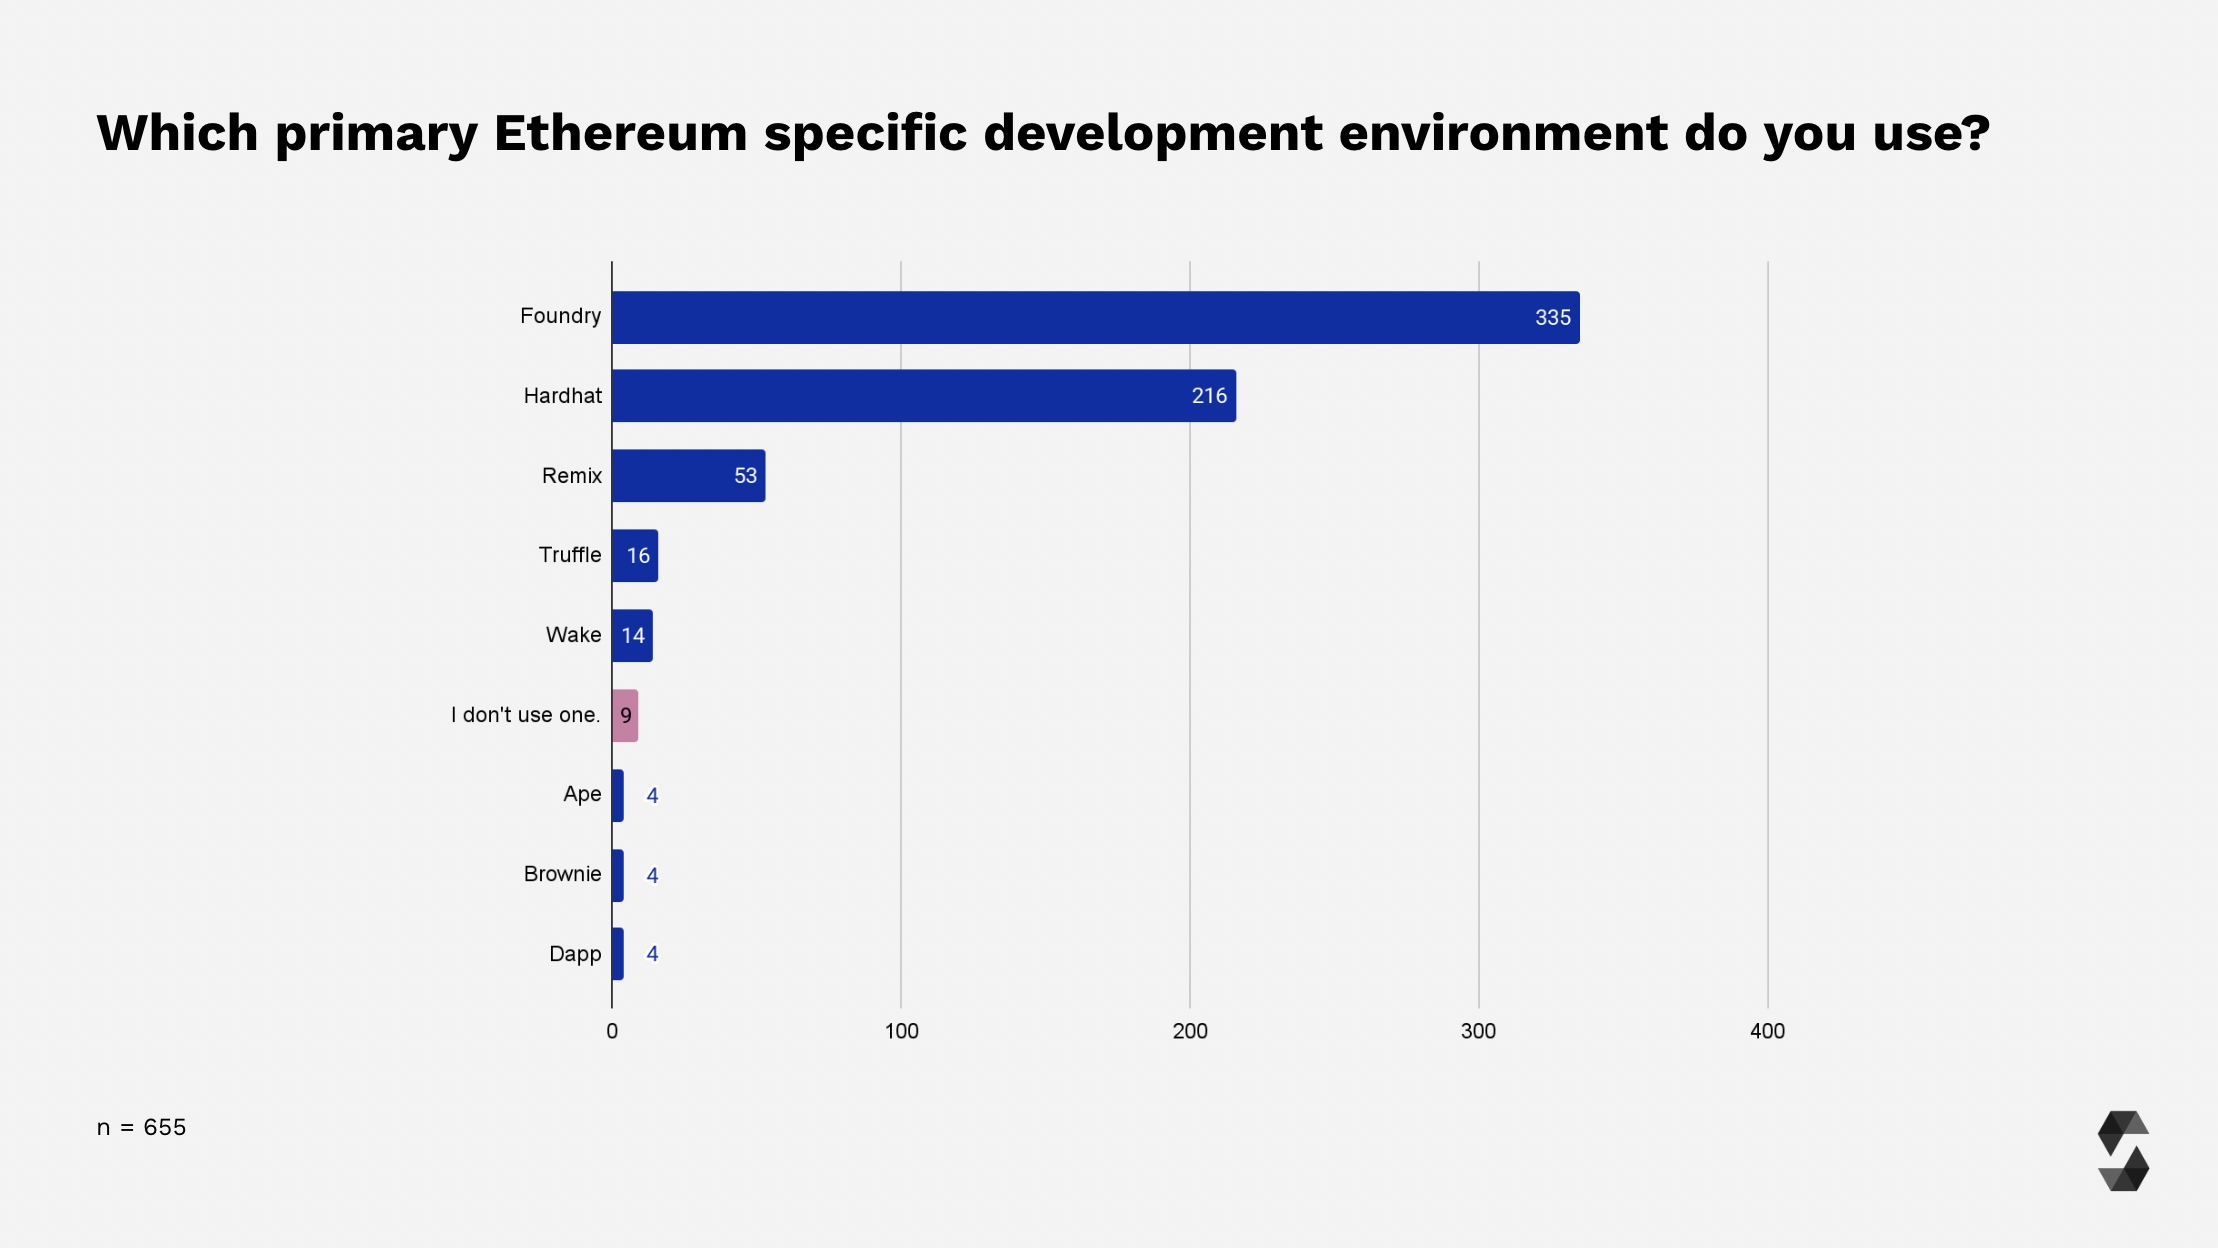 Which primary Ethereum specific development environment do you use?
Foundry 335
Hardhat 216
Remix 53
Truffle 16
Wake 14
I don't use one. 9
Ape 4
Brownie 4
Dapp 4
0 100 200 300 400
n = 655